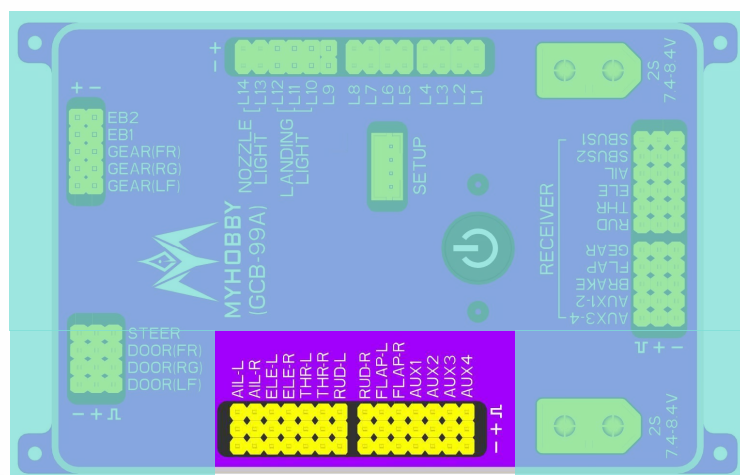 - +
L14
L13
L12
L11
L10
L9
L8
L7
L6
L5
L4
L3
L2
L1
NOZZLE
LIGHT
LANDING
LIGHT
SETUP
2S
7.4-8.4V
+ -
EB2
EB1
GEAR(FR)
GEAR(RG)
GEAR(LF)
MYHOBBY
(GCB-99A)
RECEIVER
SBUS1
SBUS2
AIL
ELE
THR
RUD
GEAR
FLAP
BRAKE
AUX1-2
AUX3-4
+ -
STEER
DOOR(FR)
DOOR(RG)
DOOR(LF)
- +
AIL-L
AIL-R
ELE-L
ELE-R
THR-L
THR-R
RUD-L
RUD-R
FLAP-L
FLAP-R
AUX1
AUX2
AUX3
AUX4
- +
2S
7.4-8.4V